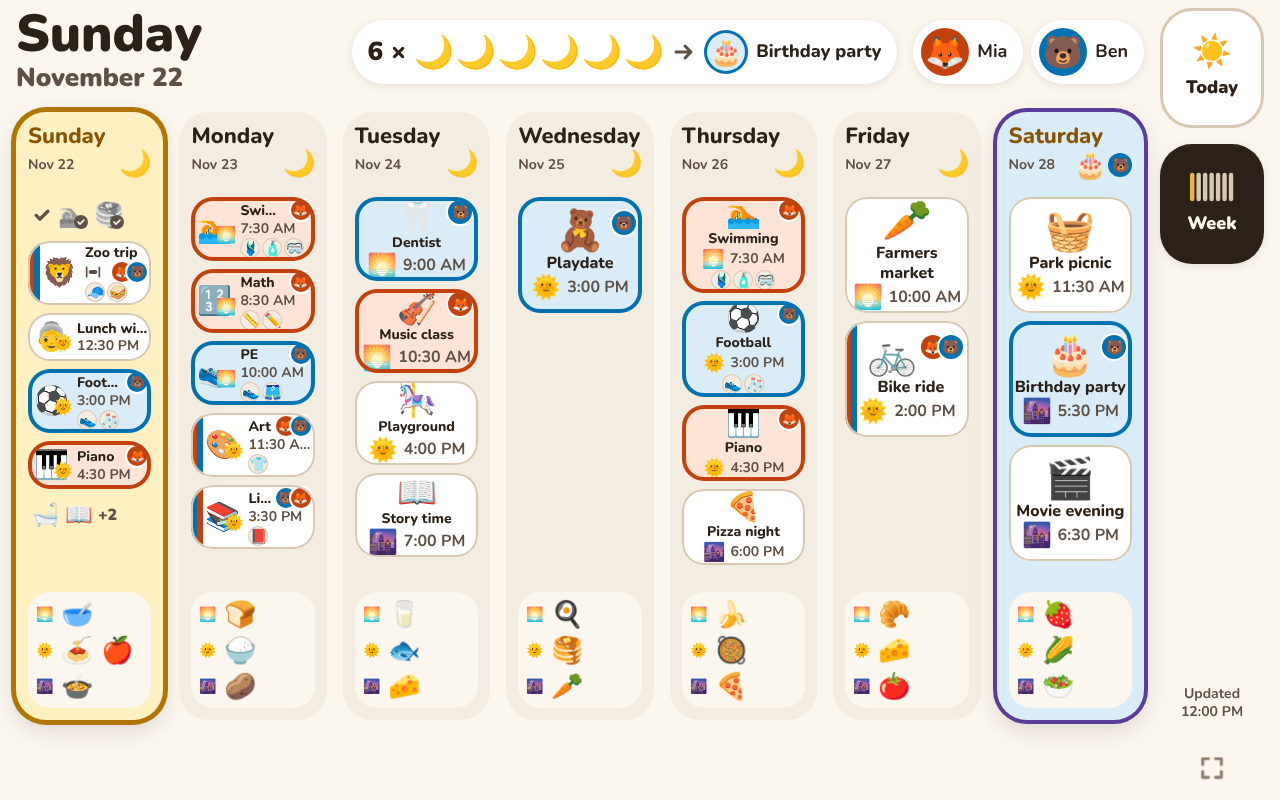 Sunday
November 22
6 × → Birthday party
Mia
Ben
Today
Week
Sunday
Nov 22
Zoo trip
Lunch wi...
12:30 PM
Foot...
3:00 PM
Piano
4:30 PM
+2
Monday
Nov 23
Swi...
7:30 AM
Math
8:30 AM
PE
10:00 AM
Art
11:30 A...
Li...
3:30 PM
Tuesday
Nov 24
Dentist
9:00 AM
Music class
10:30 AM
Playground
4:00 PM
Story time
7:00 PM
Wednesday
Nov 25
Playdate
3:00 PM
Thursday
Nov 26
Swimming
7:30 AM
Football
3:00 PM
Piano
4:30 PM
Pizza night
6:00 PM
Friday
Nov 27
Farmers
market
10:00 AM
Bike ride
2:00 PM
Saturday
Nov 28
Park picnic
11:30 AM
Birthday party
5:30 PM
Movie evening
6:30 PM
Updated
12:00 PM